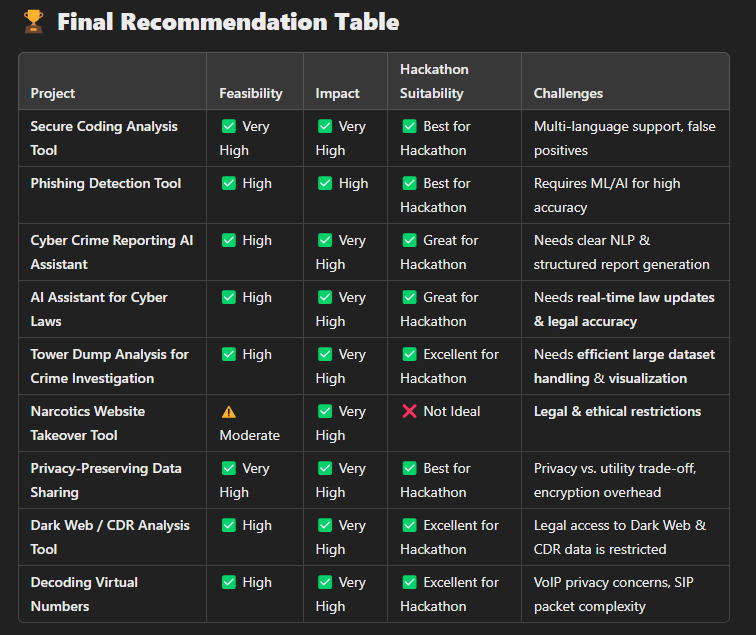 🏆 Final Recommendation Table
Project | Feasibility | Impact | Hackathon Suitability | Challenges
Secure Coding Analysis Tool | ✅ Very High | ✅ Very High | ✅ Best for Hackathon | Multi-language support, false positives
Phishing Detection Tool | ✅ High | ✅ High | ✅ Best for Hackathon | Requires ML/AI for high accuracy
Cyber Crime Reporting AI Assistant | ✅ High | ✅ Very High | ✅ Great for Hackathon | Needs clear NLP & structured report generation
AI Assistant for Cyber Laws | ✅ High | ✅ Very High | ✅ Great for Hackathon | Needs real-time law updates & legal accuracy
Tower Dump Analysis for Crime Investigation | ✅ High | ✅ Very High | ✅ Excellent for Hackathon | Needs efficient large dataset handling & visualization
Narcotics Website Takeover Tool | ⚠️ Moderate | ✅ Very High | ❌ Not Ideal | Legal & ethical restrictions
Privacy-Preserving Data Sharing | ✅ Very High | ✅ Very High | ✅ Best for Hackathon | Privacy vs. utility trade-off, encryption overhead
Dark Web / CDR Analysis Tool | ✅ High | ✅ Very High | ✅ Excellent for Hackathon | Legal access to Dark Web & CDR data is restricted
Decoding Virtual Numbers | ✅ High | ✅ Very High | ✅ Excellent for Hackathon | VoIP privacy concerns, SIP packet complexity